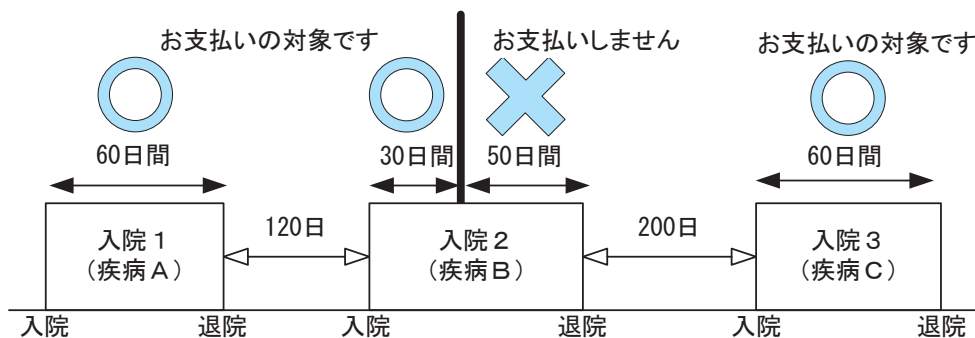 お支払いの対象です
お支払いしません
お支払いの対象です
60日間
30日間
50日間
60日間
入院１
（疾病Ａ）
120日
入院２
（疾病Ｂ）
200日
入院３
（疾病Ｃ）
入院
退院
入院
退院
入院
退院